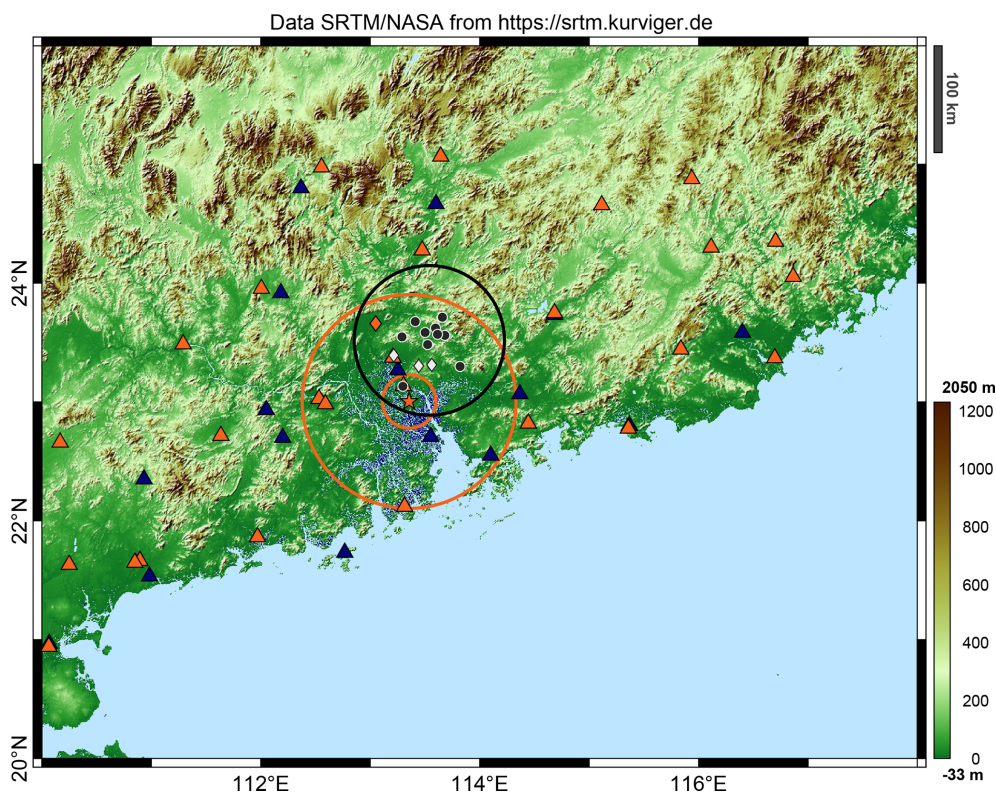 Data SRTM/NASA from https://srtm.kurviger.de
100 km
24°N
22°N
20°N
112°E
114°E
116°E
2050 m
1200
1000
800
600
400
200
0
-33 m